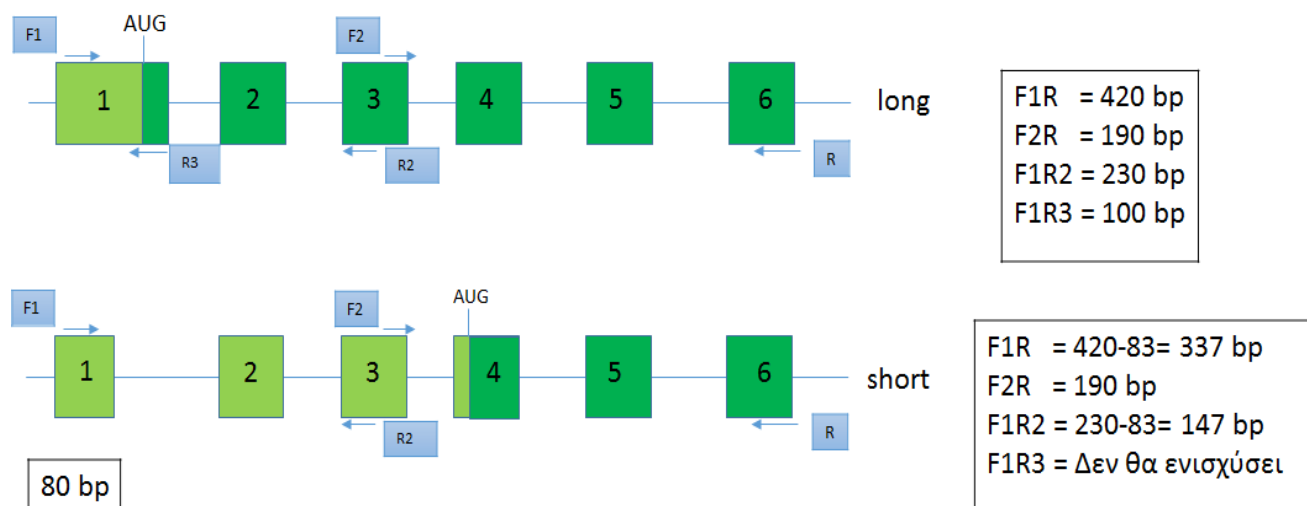 F1 AUG F2
1 2 3 4 5 6 long
R3 R2 R
F1R = 420 bp
F2R = 190 bp
F1R2 = 230 bp
F1R3 = 100 bp
F1 F2 AUG
1 2 3 4 5 6 short
R2 R
80 bp
F1R = 420-83= 337 bp
F2R = 190 bp
F1R2 = 230-83= 147 bp
F1R3 = Δεν θα ενισχύσει